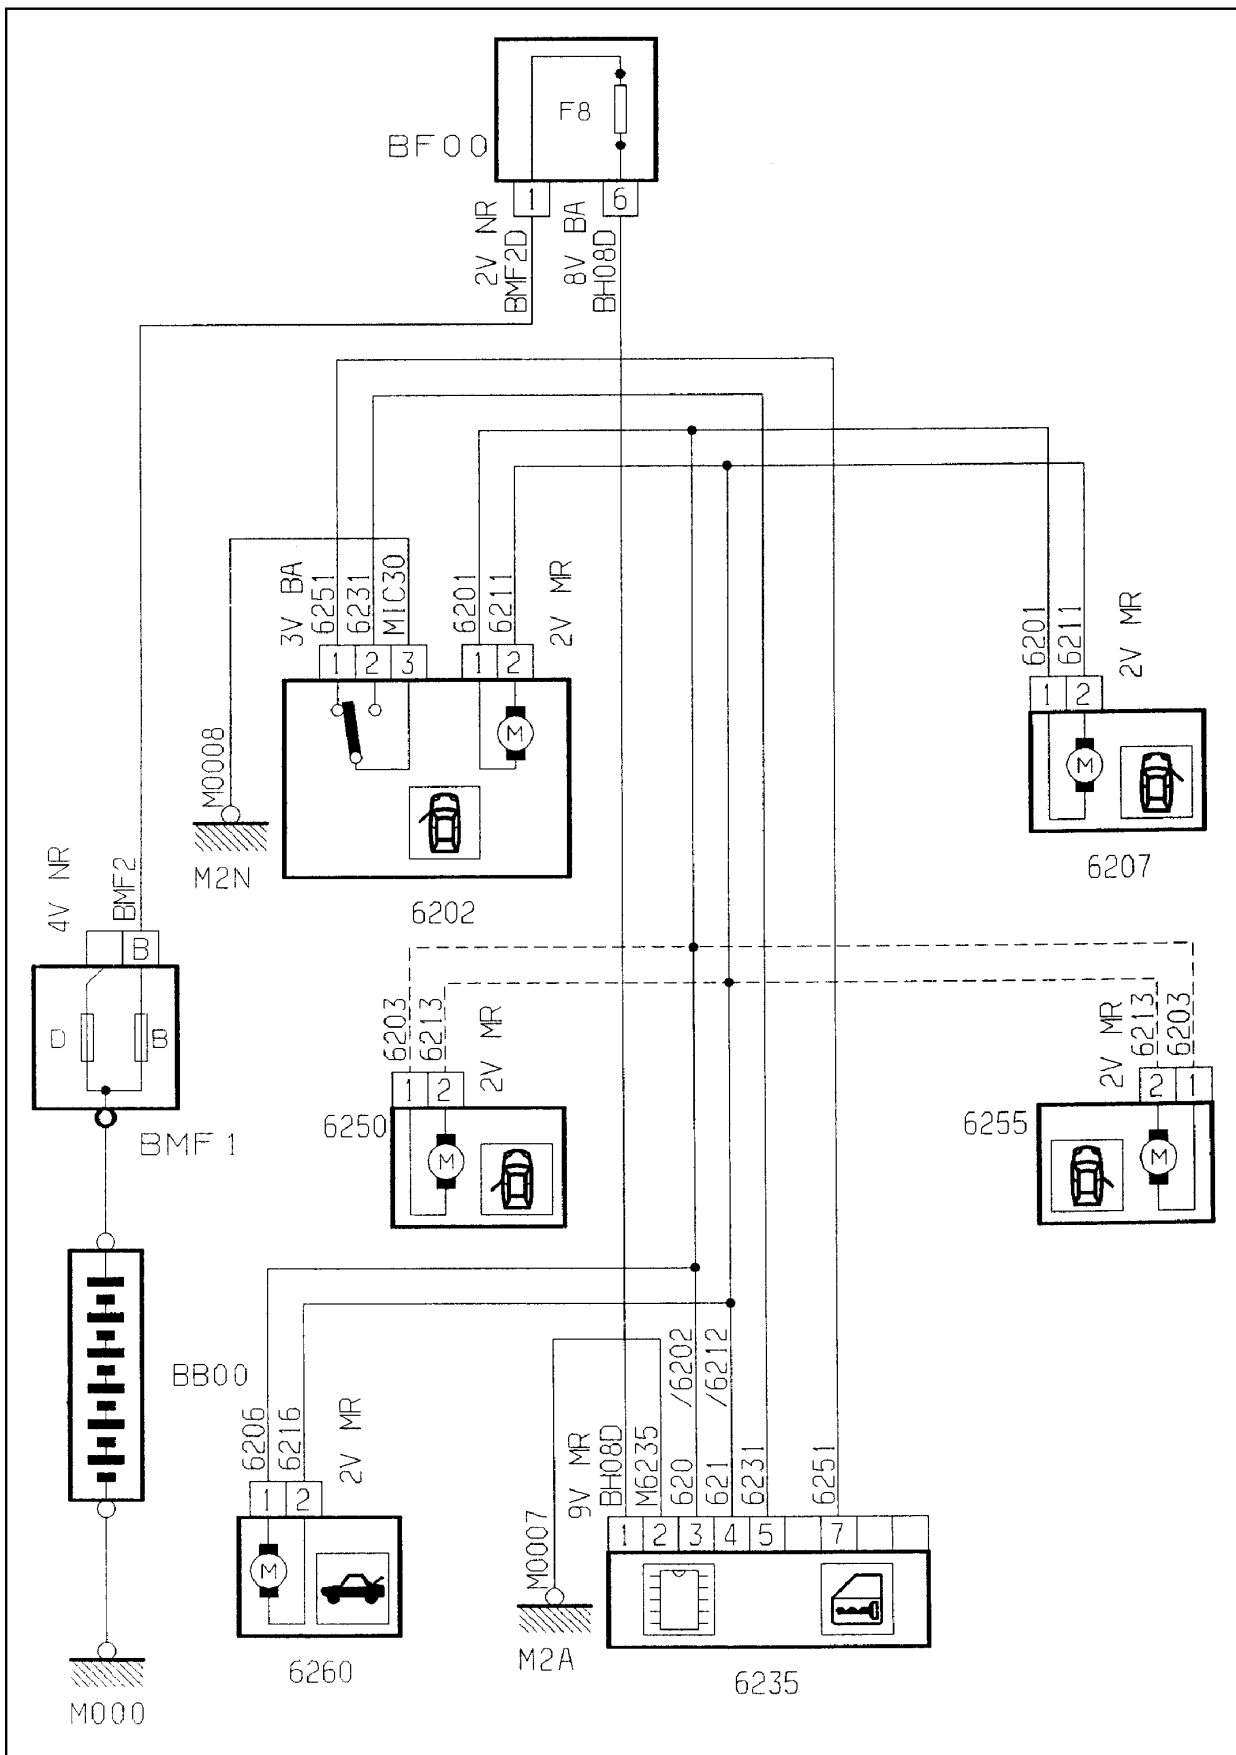 F8
BF00
1
6
2V NR
BMF2D
8V BA
BH08D
3V BA
6251
6231
MIC30
6201
6211
2V MR
1 2 3
1 2
M
M0008
M2N
6202
6201
6211
2V MR
1 2
M
6207
4V NR
BMF2
B
D
B
BMF1
6203
6213
2V MR
1 2
6250
M
2V MR
6213
6203
2 1
6255
M
BB00
M000
6206
6216
2V MR
1 2
M
6260
M0007
M2A
9V MR
BH08D
M6235
620 /6202
621 /6212
6231
6251
1 2 3 4 5 7
6235